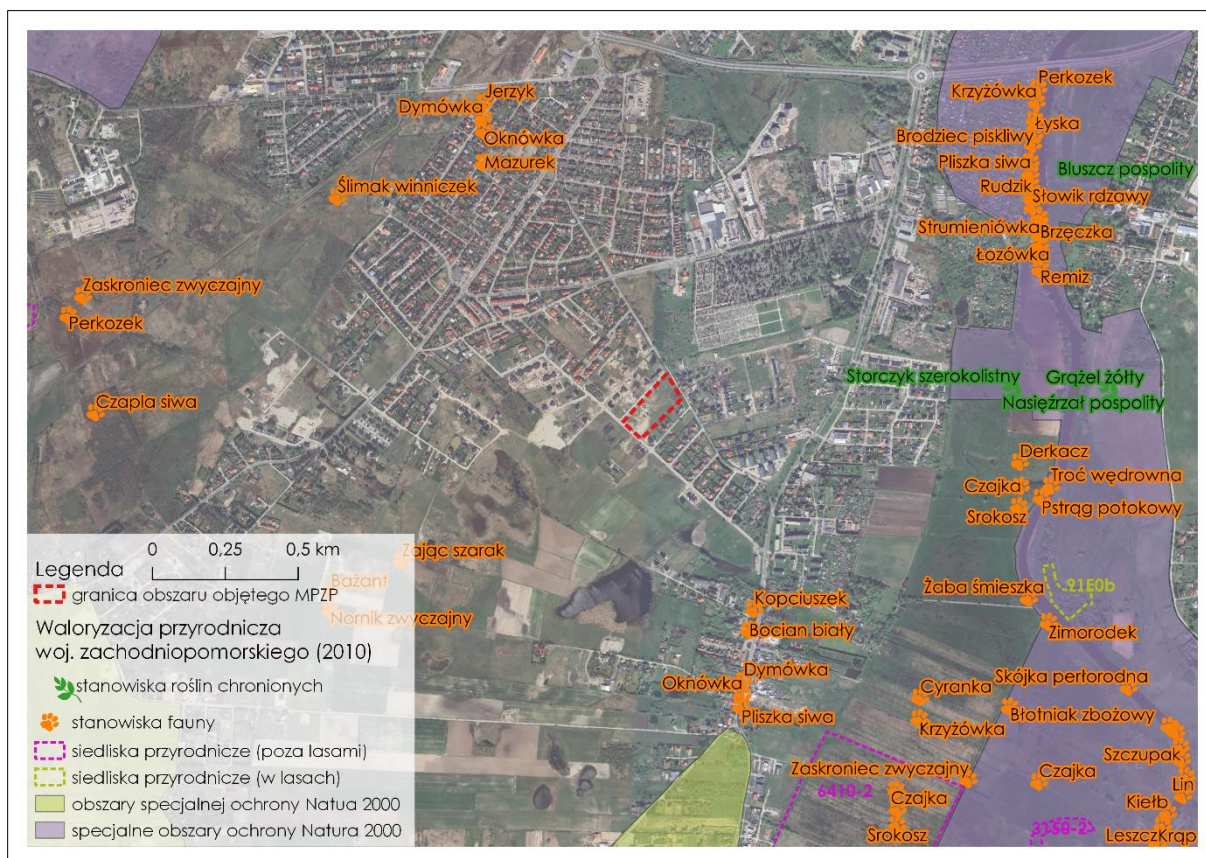 Perkozek
Krzyżówka
Jerzyk
Dymówka
Łyska
Oknówka
Brodziec piskliwy
Mazurek
Pliszka siwa
Bluszcz pospolity
Ślimak winniczek
Rudzik
Słowik rdzawy
Strumieniówka
Brzęczka
Łozówka
Remiz
Zaskroniec zwyczajny
Perkozek
Storczyk szerokolistny
Grążel żółty
Nasięźrzał pospolity
Czapla siwa
Derkacz
Troć wędrowna
Czajka
Pstrąg potokowy
Srokosz
Zając szarak
Bażant
Nornik zwyczajny
Żaba śmieszka
91E0b
Zimorodek
Kopciuszek
Bocian biały
Dymówka
Oknówka
Pliszka siwa
Skójka perłorodna
Cyranka
Krzyżówka
Błotniak zbożowy
Szczupak
Zaskroniec zwyczajny
6410-2
Czajka
Czajka
Lin
Kiełb
Srokosz
3150-2
Leszcz
Krąp
0 0,25 0,5 km
Legenda
granica obszaru objętego MPZP
Waloryzacja przyrodnicza
woj. zachodniopomorskiego (2010)
stanowiska roślin chronionych
stanowiska fauny
siedliska przyrodnicze (poza lasami)
siedliska przyrodnicze (w lasach)
obszary specjalnej ochrony Natua 2000
specjalne obszary ochrony Natura 2000